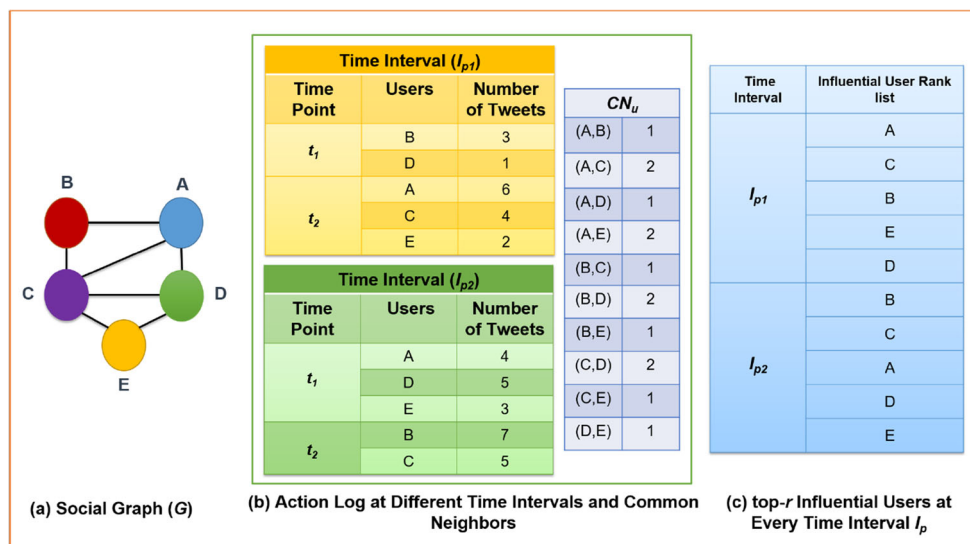 B
A
C
D
E
(a) Social Graph (G)
Time Interval (Ip1)
Time Point Users Number of Tweets
t1 B 3
D 1
t2 A 6
C 4
E 2
Time Interval (Ip2)
Time Point Users Number of Tweets
t1 A 4
D 5
E 3
t2 B 7
C 5
CNu
(A,B) 1
(A,C) 2
(A,D) 1
(A,E) 2
(B,C) 1
(B,D) 2
(B,E) 1
(C,D) 2
(C,E) 1
(D,E) 1
(b) Action Log at Different Time Intervals and Common
Neighbors
Time Interval Influential User Rank list
Ip1 A
C
B
E
D
Ip2 B
C
A
D
E
(c) top-r Influential Users at
Every Time Interval Ip